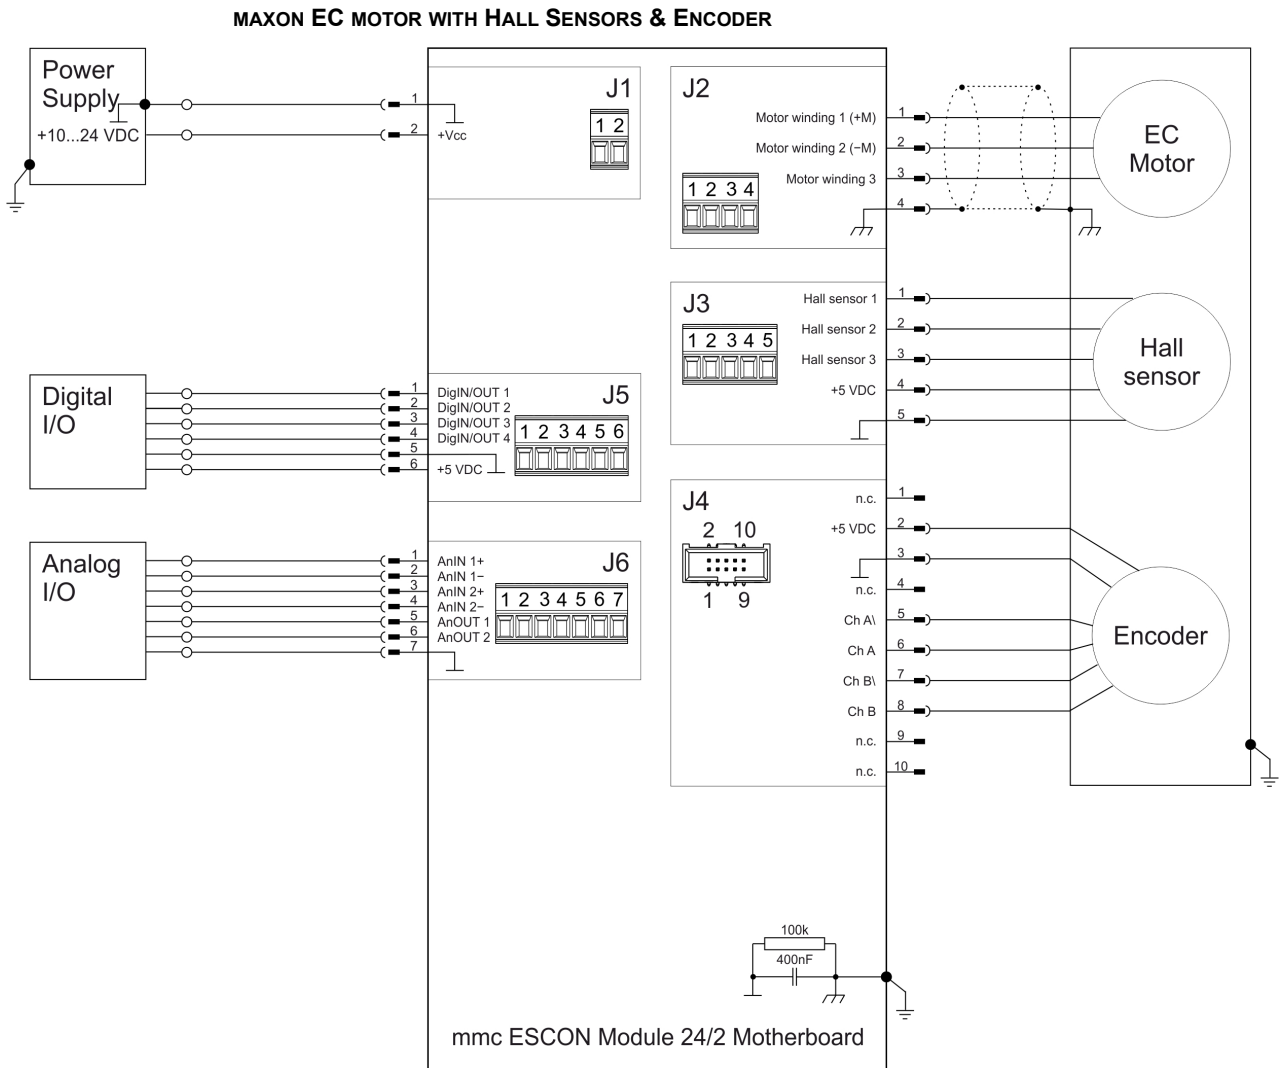 MAXON EC MOTOR WITH HALL SENSORS & ENCODER
Power
Supply
+10...24 VDC
1
2
+Vcc
J1
1 2
J2
Motor winding 1 (+M)
Motor winding 2 (−M)
Motor winding 3
1 2 3 4
1
2
3
4
EC
Motor
J3
Hall sensor 1
Hall sensor 2
Hall sensor 3
+5 VDC
1 2 3 4 5
1
2
3
4
5
Hall
sensor
Digital
I/O
1
2
3
4
5
6
DigIN/OUT 1
DigIN/OUT 2
DigIN/OUT 3
DigIN/OUT 4
+5 VDC
J5
1 2 3 4 5 6
J4
2 10
1 9
n.c.
+5 VDC
n.c.
Ch A\
Ch A
Ch B\
Ch B
n.c.
n.c.
1
2
3
4
5
6
7
8
9
10
Encoder
Analog
I/O
1
2
3
4
5
6
7
AnIN 1+
AnIN 1−
AnIN 2+
AnIN 2−
AnOUT 1
AnOUT 2
J6
1 2 3 4 5 6 7
100k
400nF
mmc ESCON Module 24/2 Motherboard